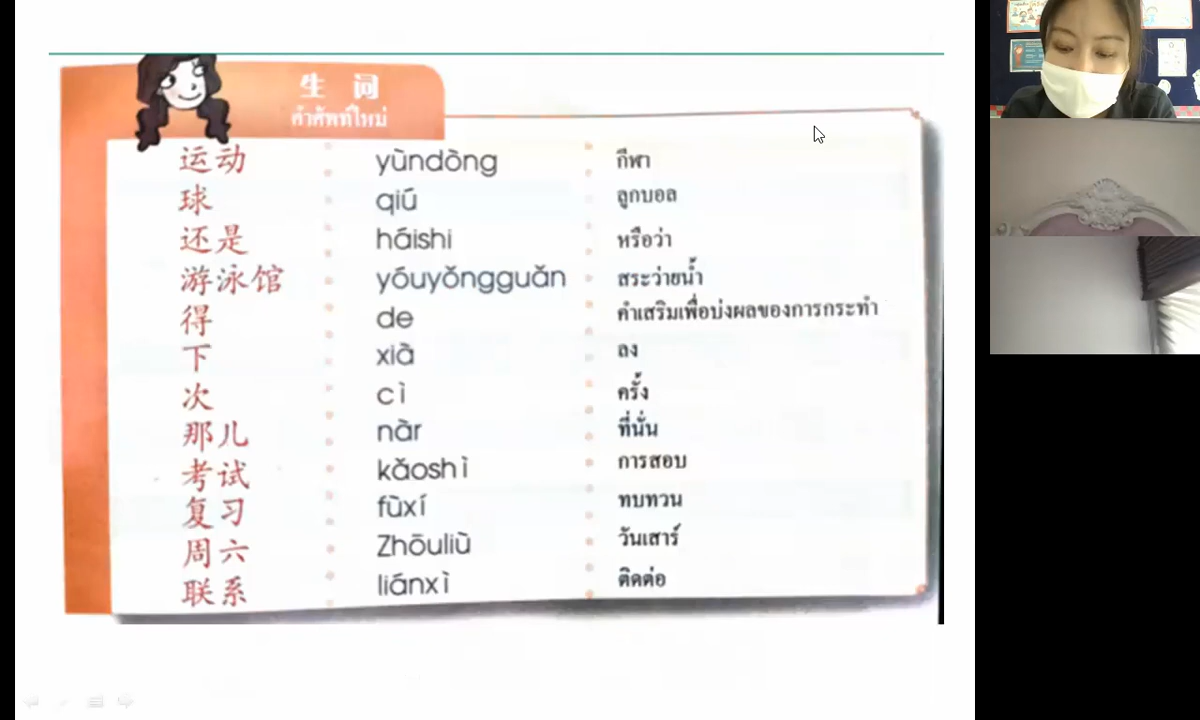 生词
คำศัพท์ใหม่
运动 yùndòng กีฬา
球 qiú ลูกบอล
还是 háishi หรือว่า
游泳馆 yóuyǒngguǎn สระว่ายน้ำ
得 de คำเสริมเพื่อบ่งผลของการกระทำ
下 xià ลง
次 cì ครั้ง
那儿 nàr ที่นั่น
考试 kǎoshì การสอบ
复习 fùxí ทบทวน
周六 Zhōuliù วันเสาร์
联系 liánxì ติดต่อ